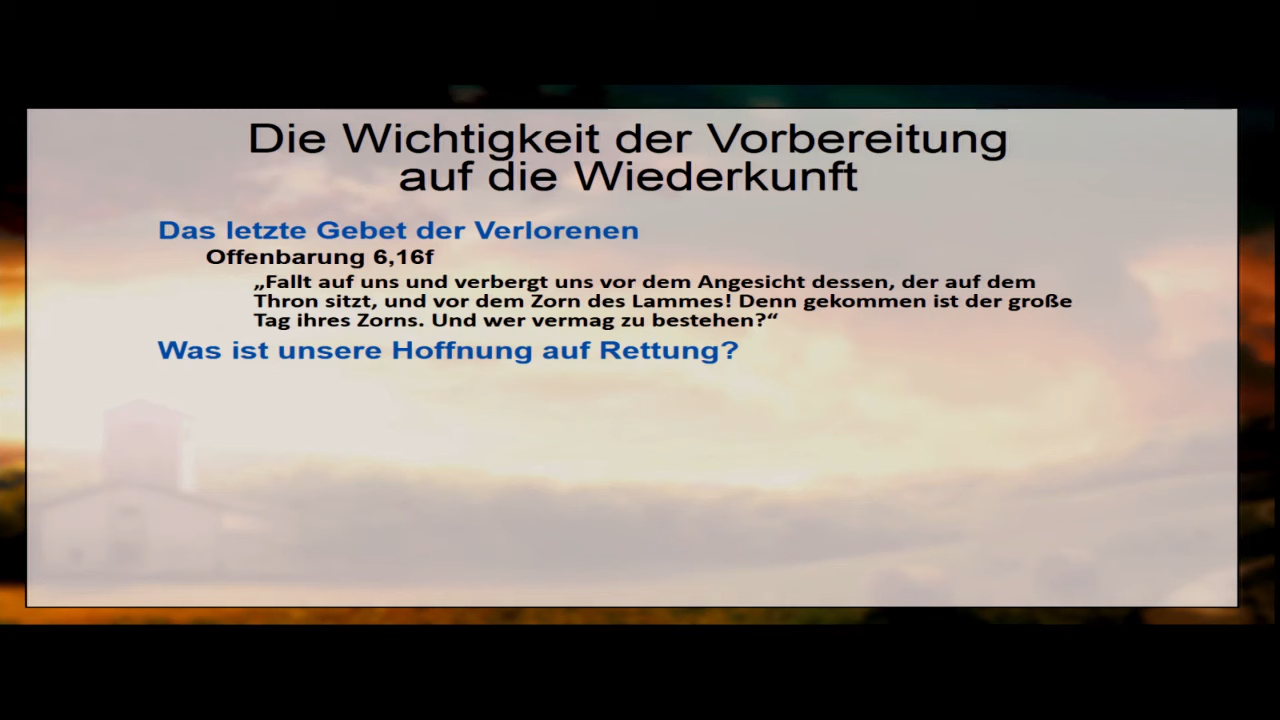 Die Wichtigkeit der Vorbereitung
auf die Wiederkunft
Das letzte Gebet der Verlorenen
Offenbarung 6,16f
„Fallt auf uns und verbergt uns vor dem Angesicht dessen, der auf dem
Thron sitzt, und vor dem Zorn des Lammes! Denn gekommen ist der große
Tag ihres Zorns. Und wer vermag zu bestehen?“
Was ist unsere Hoffnung auf Rettung?